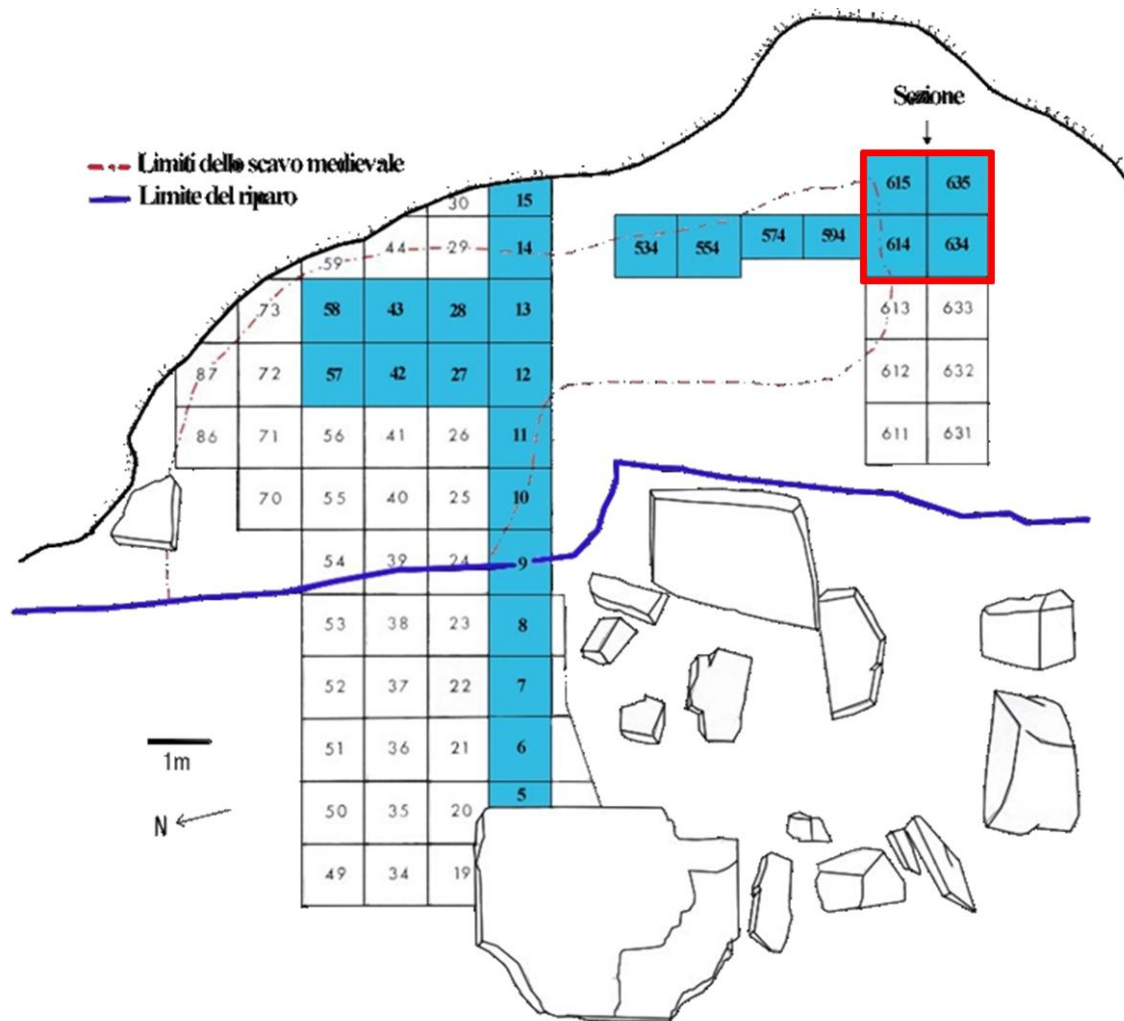 Sezione
Limiti dello scavo medievale
Limite del riparo
615 635
30 15
534 554 574 594 614 634
59 44 29 14
73 58 43 28 13 613 633
87 72 57 42 27 12 612 632
86 71 56 41 26 11 611 631
70 55 40 25 10
54 39 24 9
53 38 23 8
52 37 22 7
51 36 21 6
1m
50 35 20 5
N
49 34 19